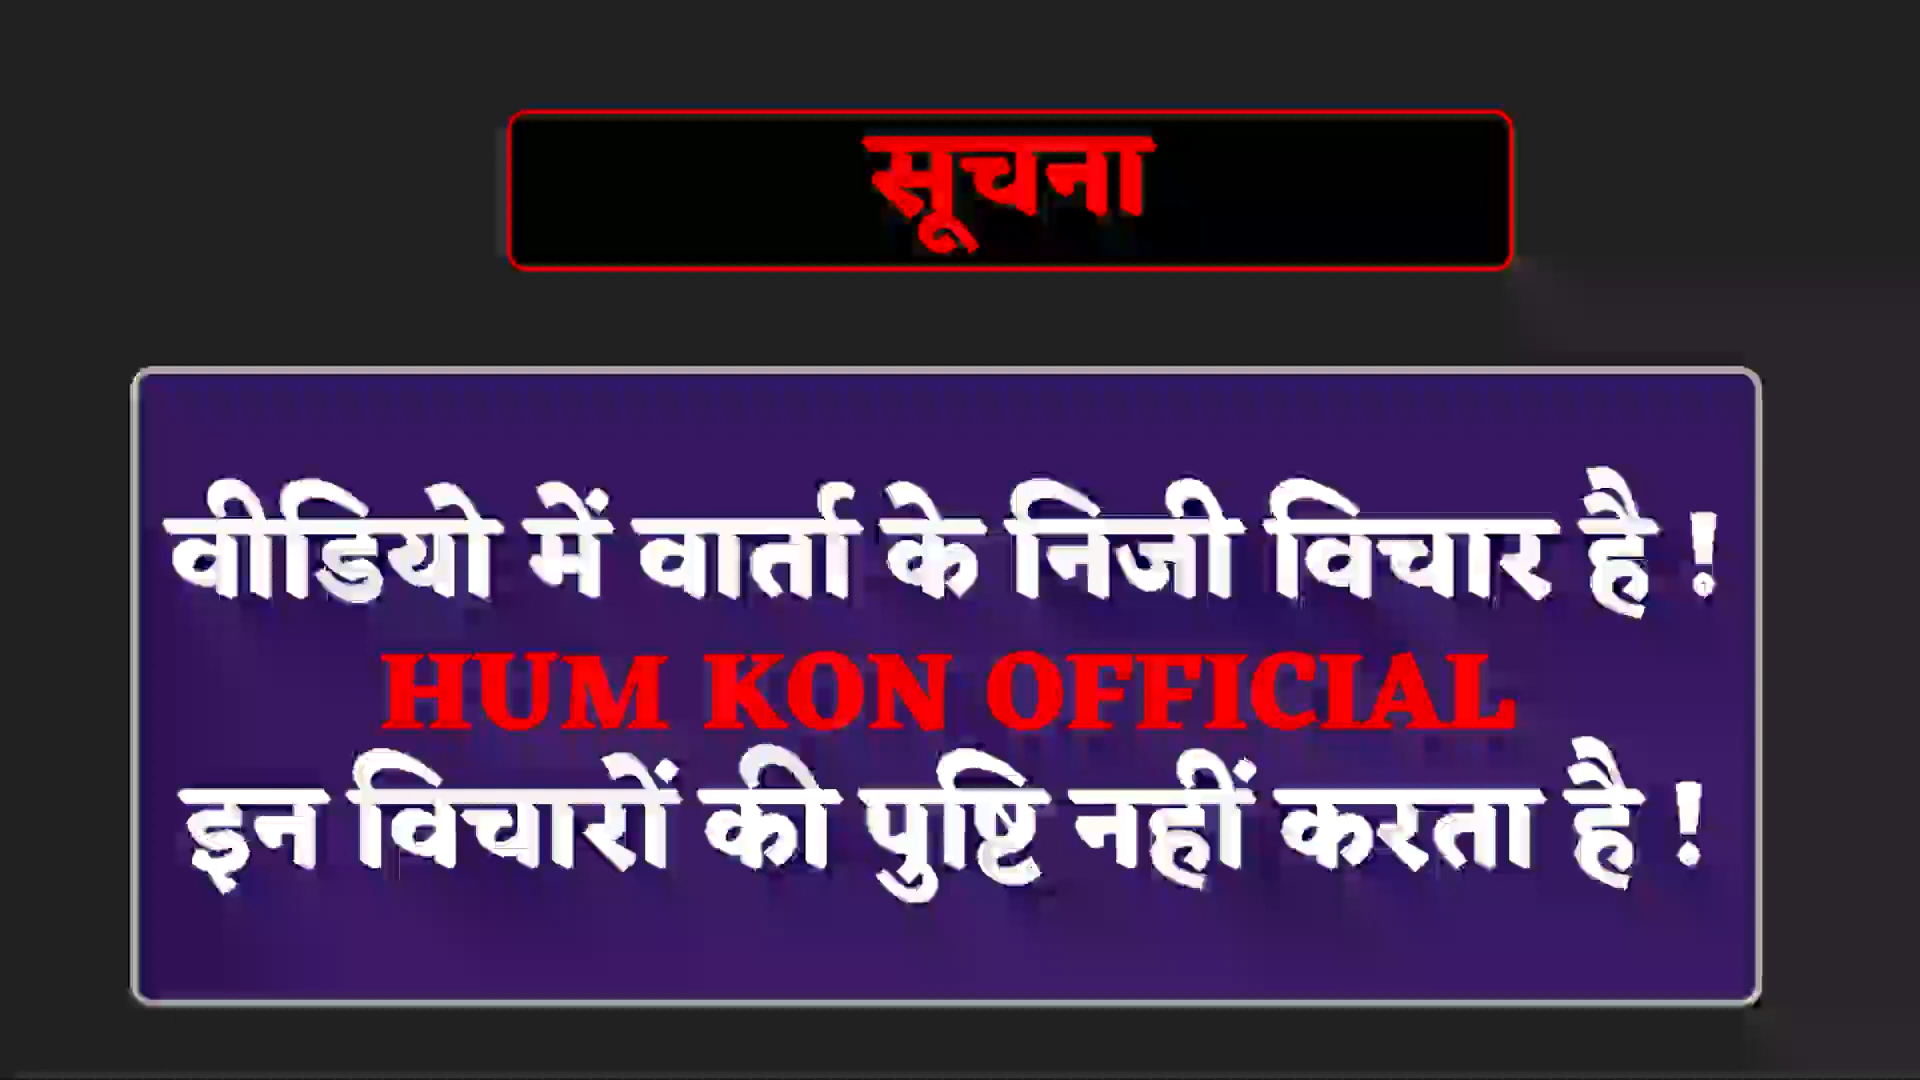 सूचना
वीडियो में वार्ता के निजी विचार है !
HUM KON OFFICIAL
इन विचारों की पुष्टि नहीं करता है !